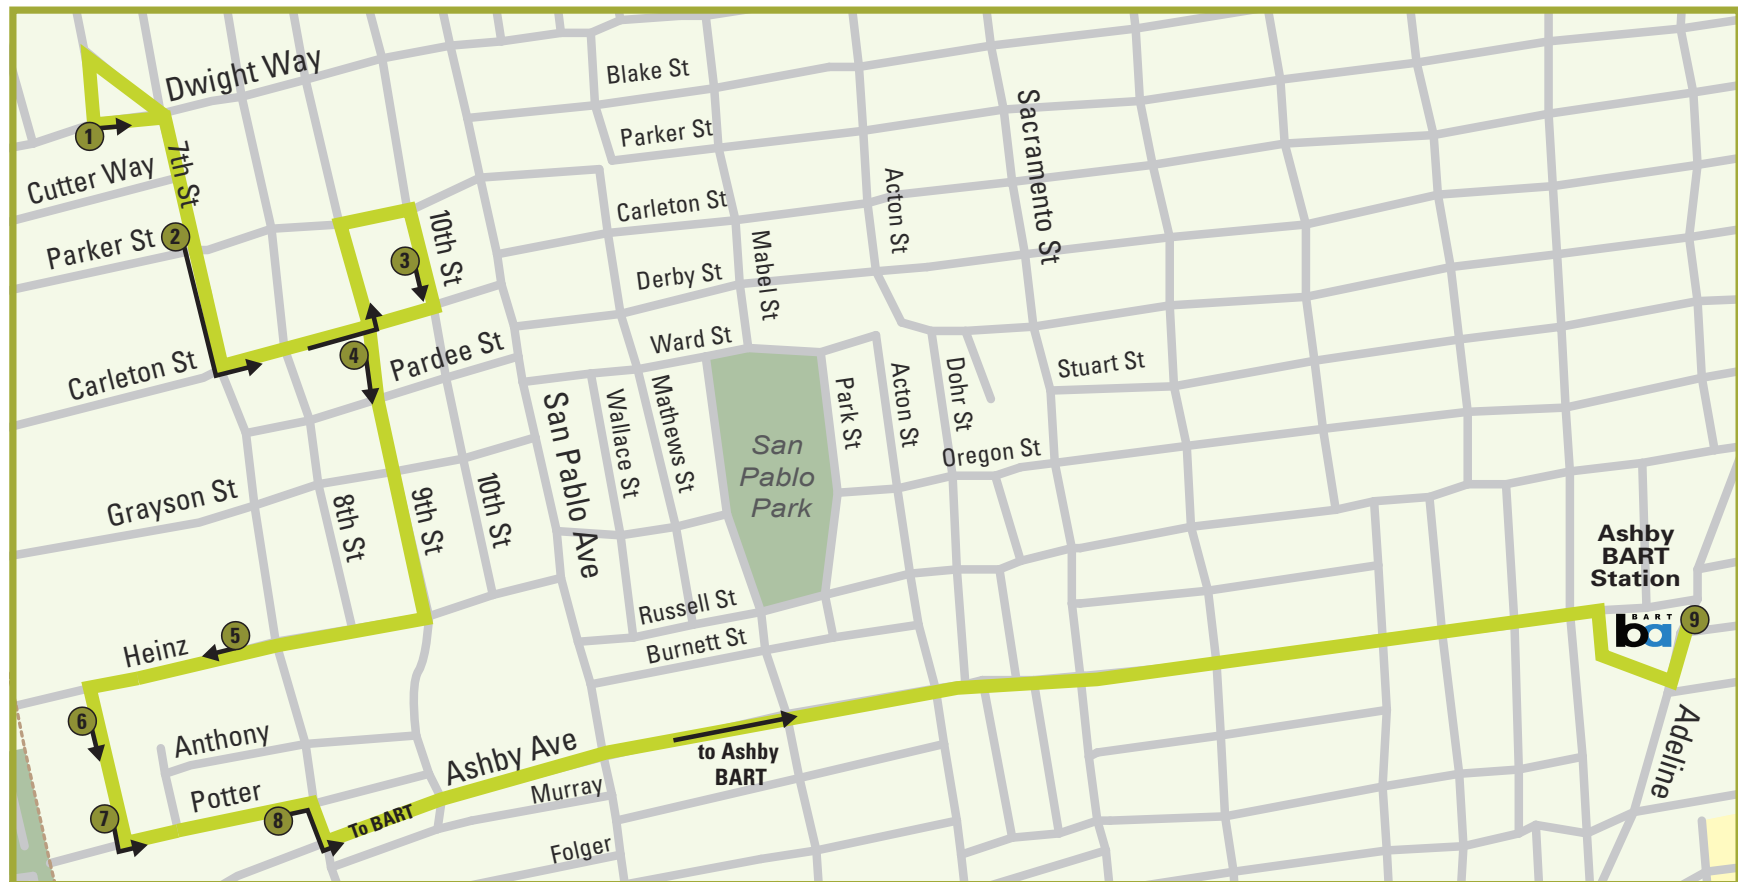 Dwight Way
Blake St
Parker St
1
Cutter Way
7th St
Sacramento St
Carleton St
Acton St
Parker St
2
10th St
3
Mabel St
Derby St
Ward St
4
Pardee St
Carleton St
Stuart St
Dohr St
Park St
Acton St
Mathews St
Wallace St
San Pablo Ave
San
Pablo
Park
Oregon St
Grayson St
8th St
9th St
10th St
Ashby
BART
Station
BART
ba
9
Russell St
Burnett St
5
Heinz
6
Anthony
Ashby Ave
to Ashby
BART
Adeline
Potter
Murray
7
8
To BART
Folger